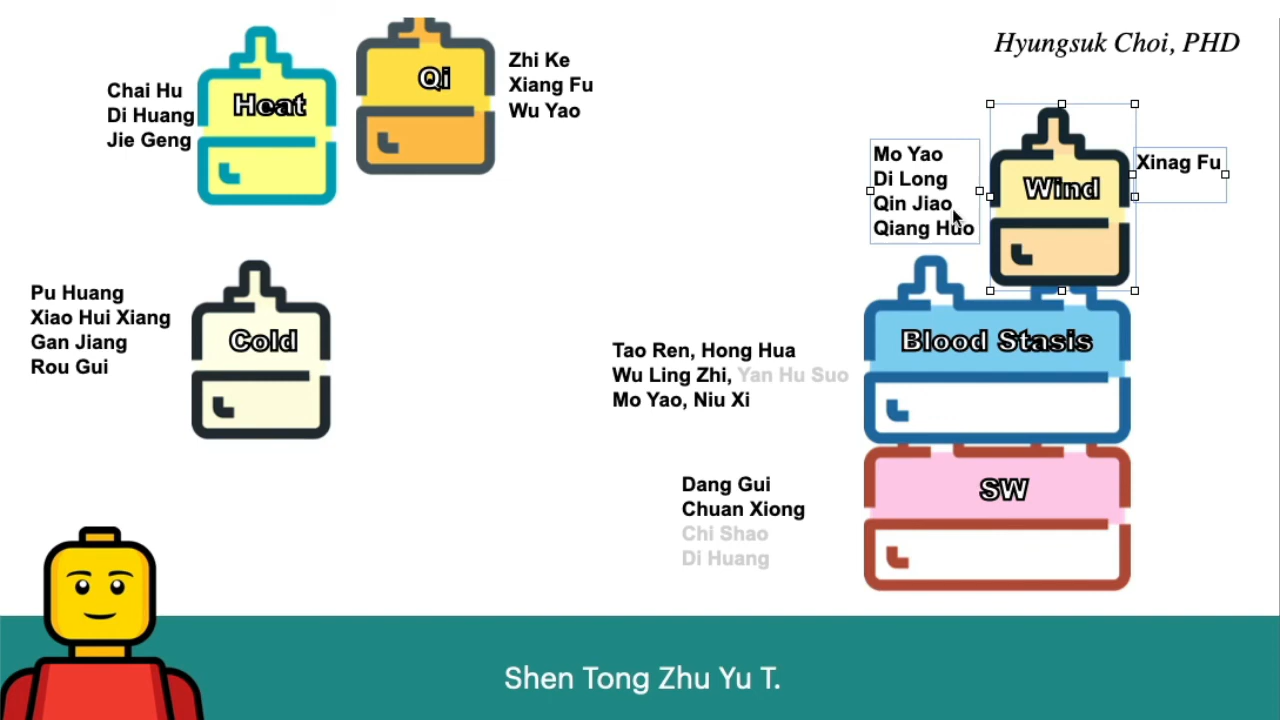 Hyungsuk Choi, PHD
Chai Hu
Di Huang
Jie Geng
Heat
Qi
Zhi Ke
Xiang Fu
Wu Yao
Mo Yao
Di Long
Qin Jiao
Qiang Huo
Wind
Xinag Fu
Pu Huang
Xiao Hui Xiang
Gan Jiang
Rou Gui
Cold
Tao Ren, Hong Hua
Wu Ling Zhi, Yan Hu Suo
Mo Yao, Niu Xi
Blood Stasis
Dang Gui
Chuan Xiong
Chi Shao
Di Huang
SW
Shen Tong Zhu Yu T.